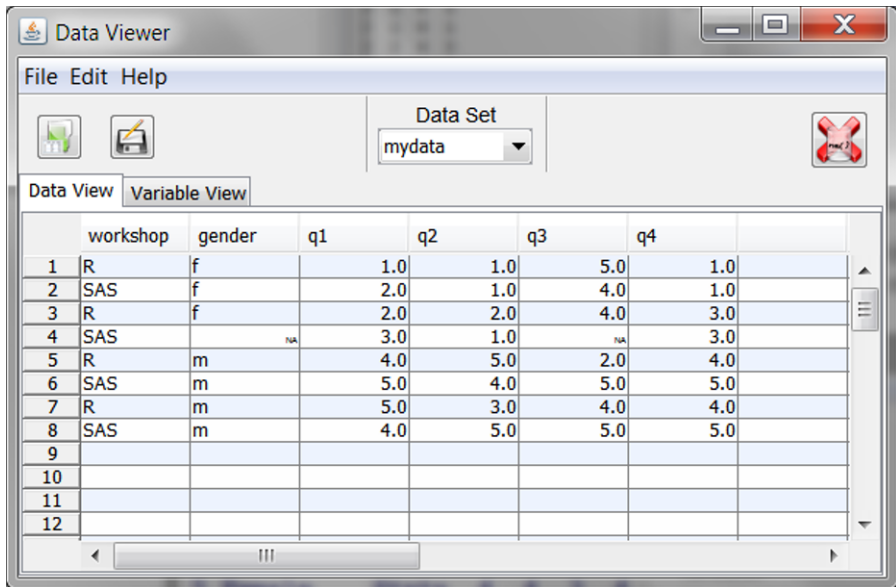 Data Viewer
File Edit Help
Data Set
mydata
Data View Variable View
workshop gender q1 q2 q3 q4
1 R f 1.0 1.0 5.0 1.0
2 SAS f 2.0 1.0 4.0 1.0
3 R f 2.0 2.0 4.0 3.0
4 SAS NA 3.0 1.0 NA 3.0
5 R m 4.0 5.0 2.0 4.0
6 SAS m 5.0 4.0 5.0 5.0
7 R m 5.0 3.0 4.0 4.0
8 SAS m 4.0 5.0 5.0 5.0
9
10
11
12